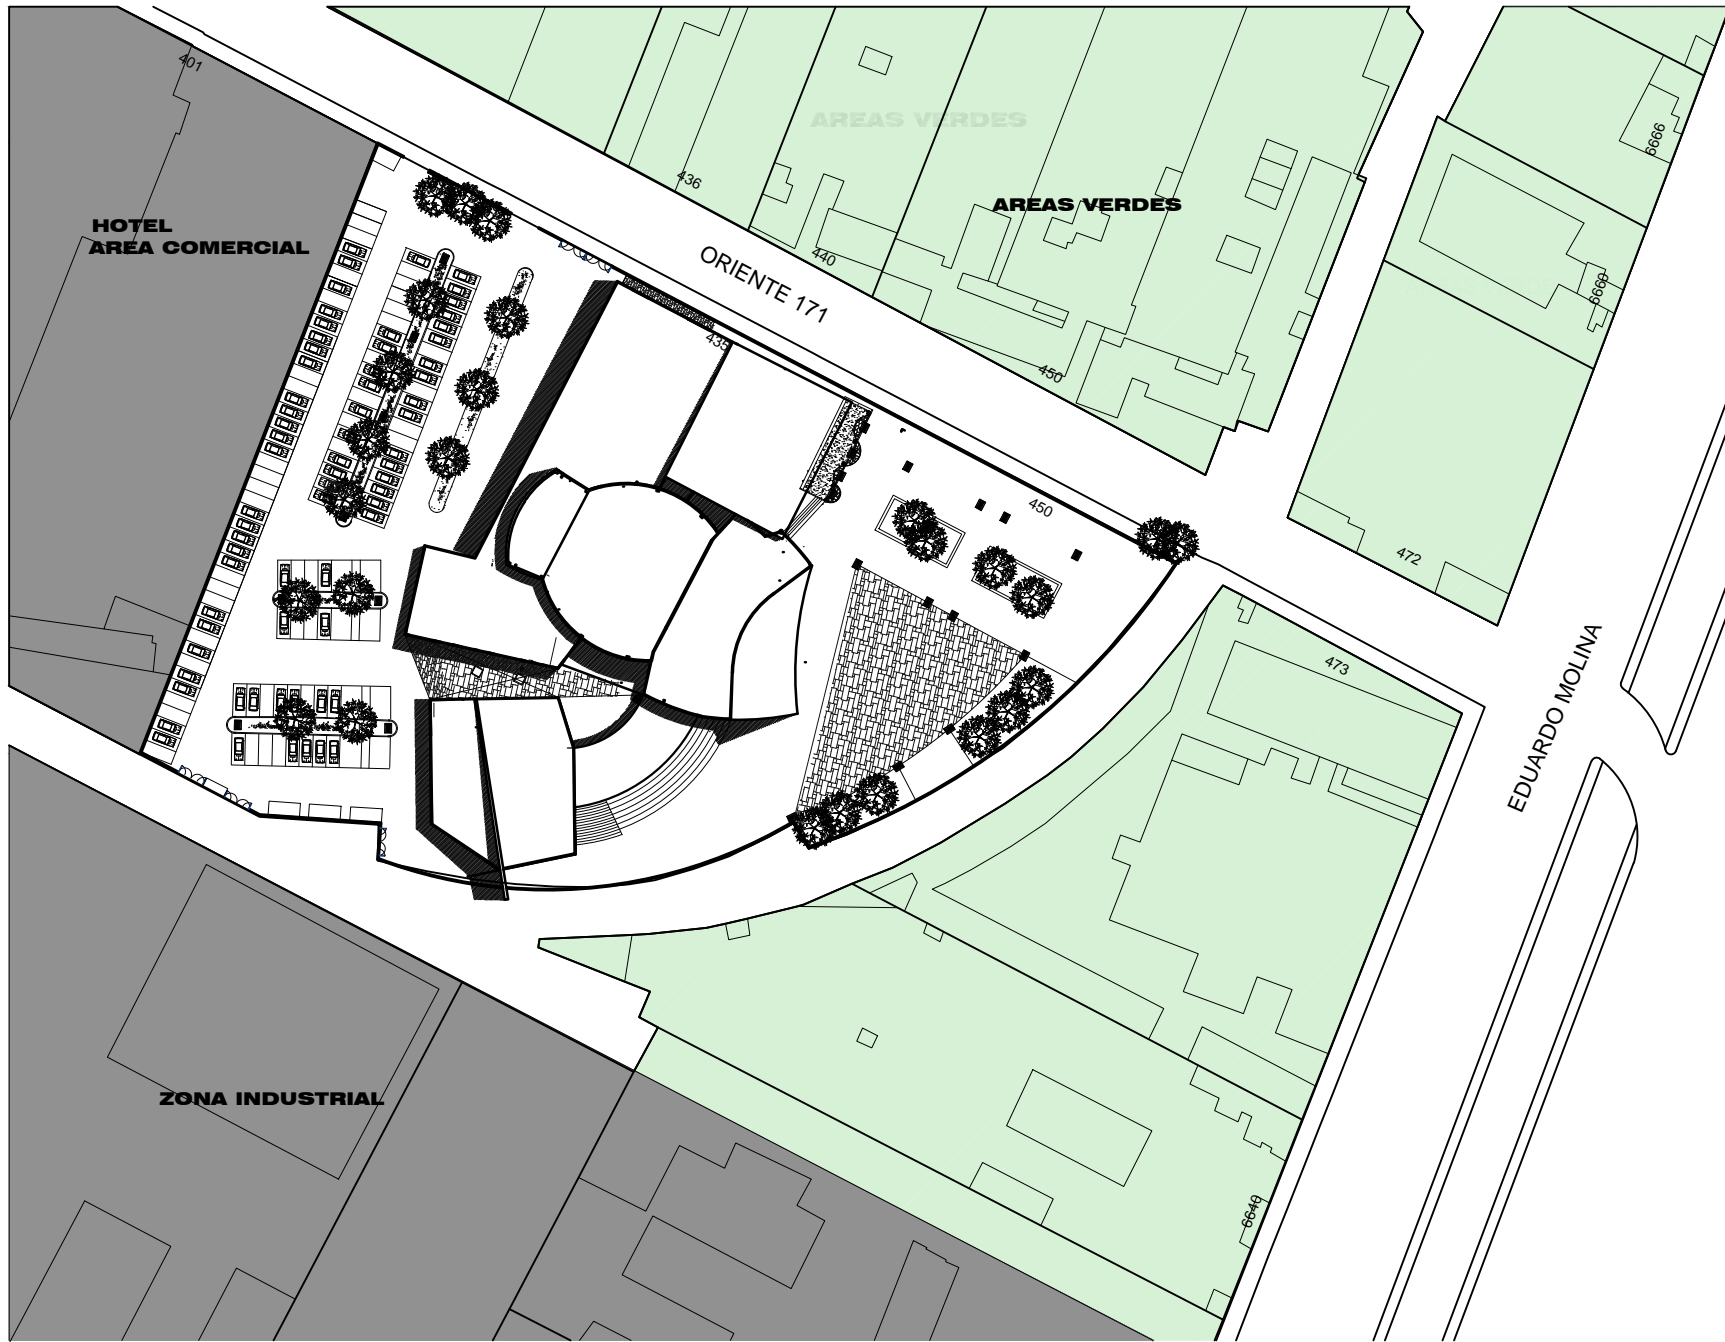 401
AREAS VERDES
6666
436
AREAS VERDES
HOTEL
AREA COMERCIAL
440
ORIENTE 171
6660
435
450
450
472
473
EDUARDO MOLINA
ZONA INDUSTRIAL
6640